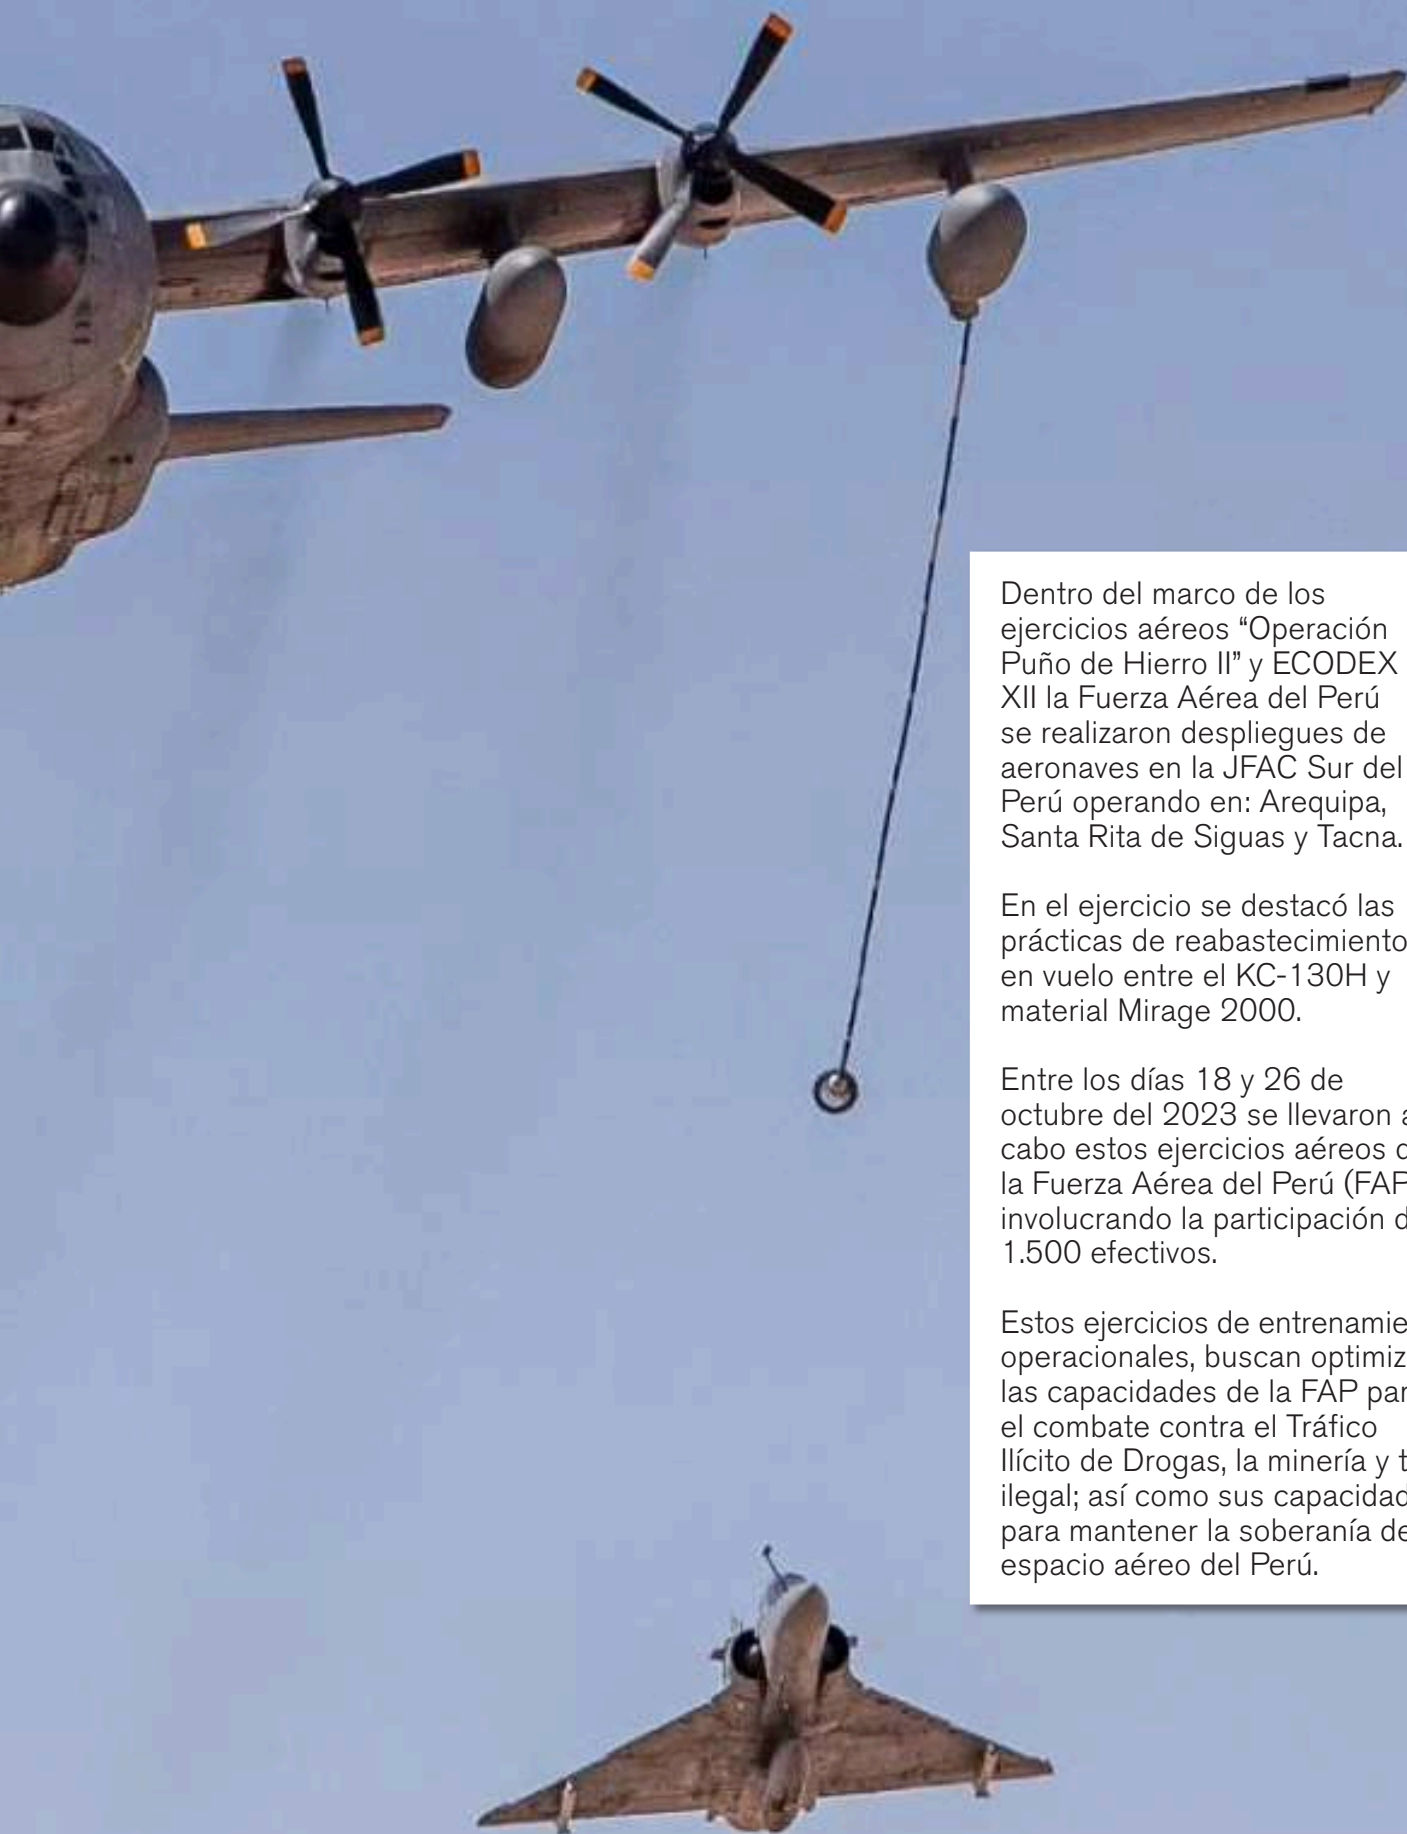 Dentro del marco de los
ejercicios aéreos “Operación
Puño de Hierro II” y ECODEX
XII la Fuerza Aérea del Perú
se realizaron despliegues de
aeronaves en la JFAC Sur del
Perú operando en: Arequipa,
Santa Rita de Siguas y Tacna.
En el ejercicio se destacó las
prácticas de reabastecimiento
en vuelo entre el KC-130H y
material Mirage 2000.
Entre los días 18 y 26 de
octubre del 2023 se llevaron a
cabo estos ejercicios aéreos
la Fuerza Aérea del Perú (FAP
involucrando la participación
1.500 efectivos.
Estos ejercicios de
operacionales, buscan
las capacidades de la FAP
el combate contra el Tráfico
Ilícito de Drogas, la minería y
ilegal; así como sus
para mantener la soberanía
espacio aéreo del Perú.